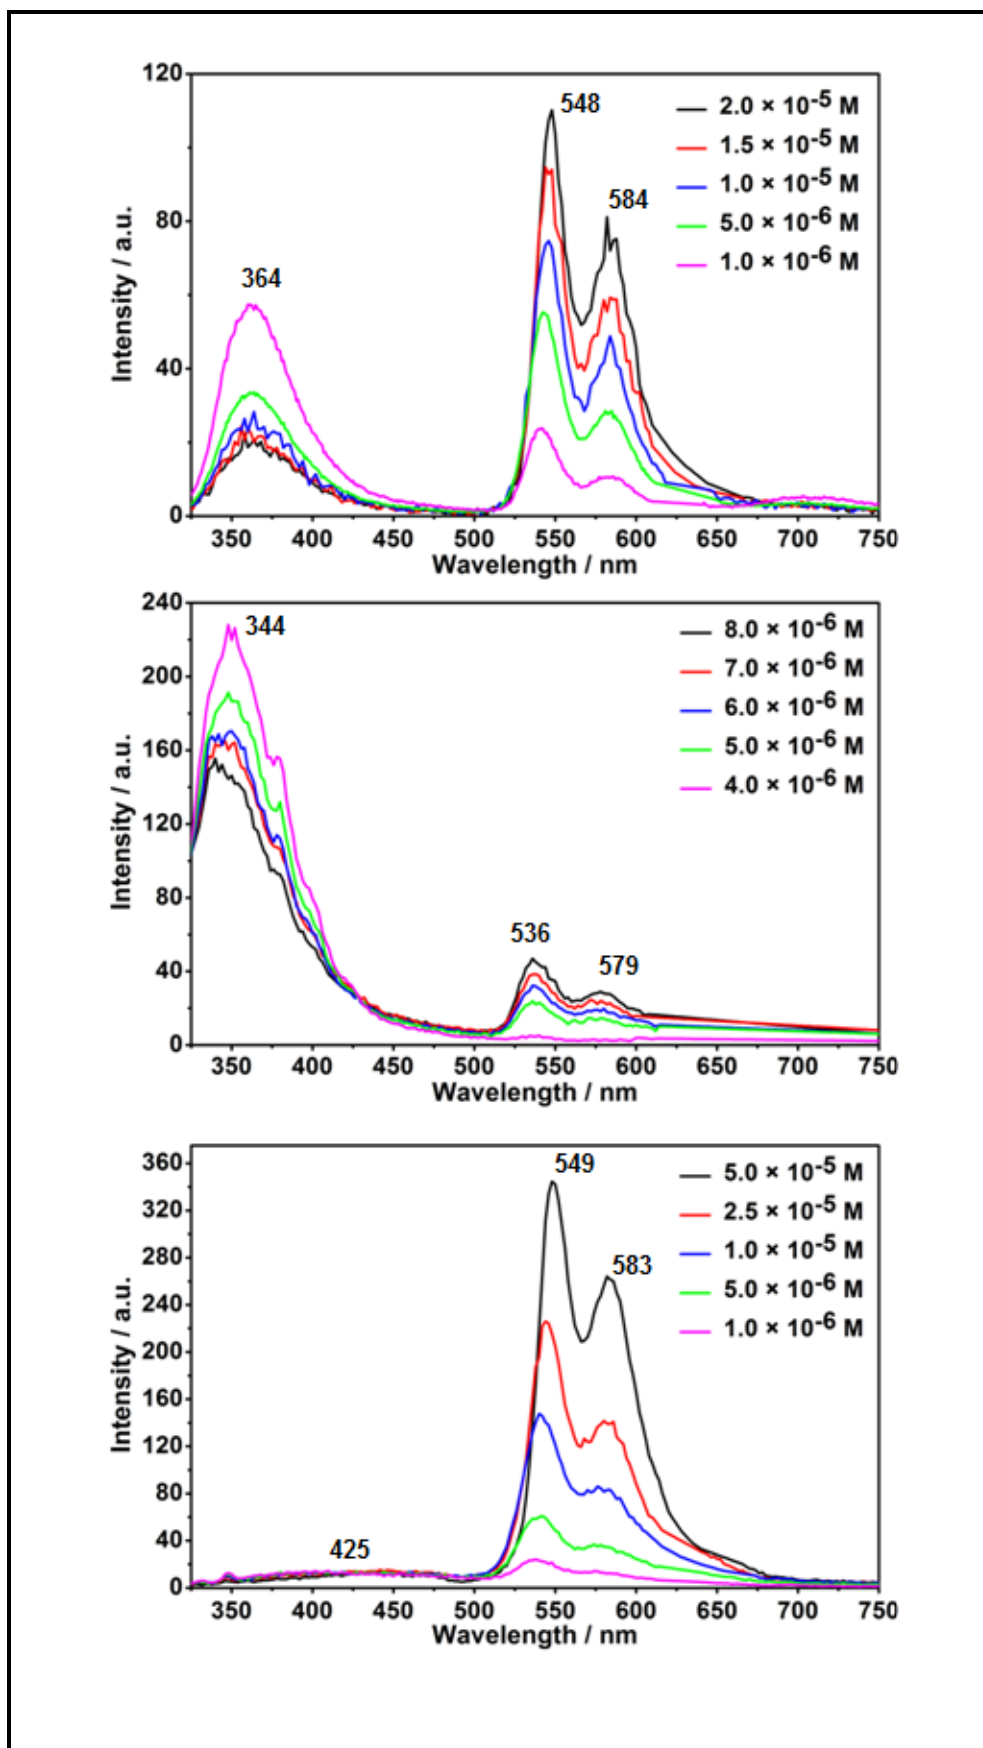 120
80
40
0
Intensity / a.u.
364
548
584
2.0 × 10⁻⁵ M
1.5 × 10⁻⁵ M
1.0 × 10⁻⁵ M
5.0 × 10⁻⁶ M
1.0 × 10⁻⁶ M
350 400 450 500 550 600 650 700 750
Wavelength / nm
240
200
160
120
80
40
0
Intensity / a.u.
344
536
579
8.0 × 10⁻⁶ M
7.0 × 10⁻⁶ M
6.0 × 10⁻⁶ M
5.0 × 10⁻⁶ M
4.0 × 10⁻⁶ M
350 400 450 500 550 600 650 700 750
Wavelength / nm
360
320
280
240
200
160
120
80
40
0
Intensity / a.u.
425
549
583
5.0 × 10⁻⁵ M
2.5 × 10⁻⁵ M
1.0 × 10⁻⁵ M
5.0 × 10⁻⁶ M
1.0 × 10⁻⁶ M
350 400 450 500 550 600 650 700 750
Wavelength / nm